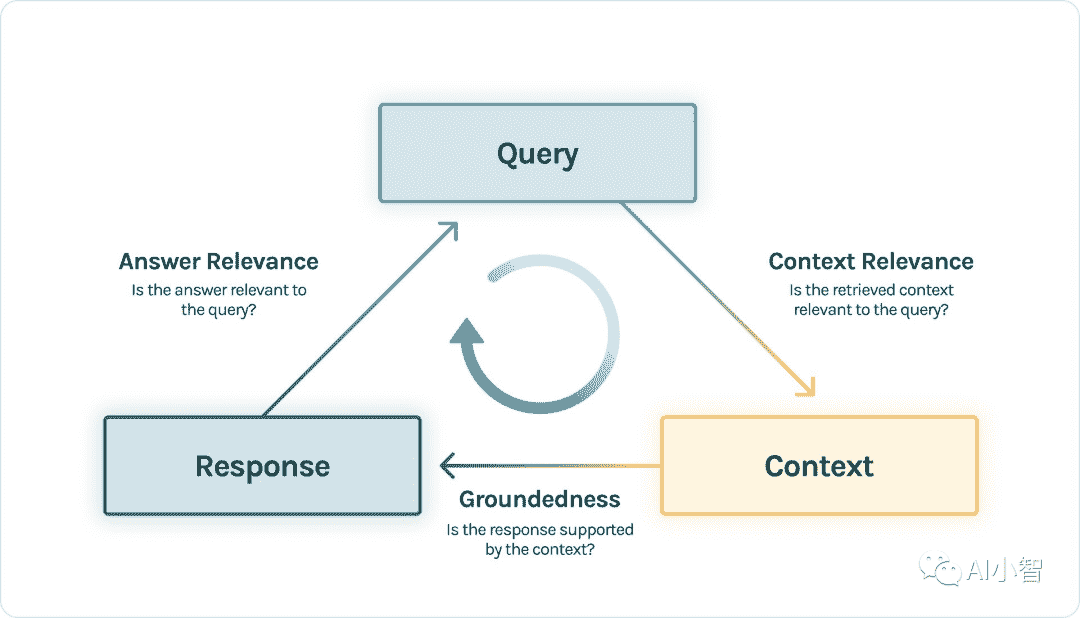 Query
Answer Relevance
Is the answer relevant to
the query?
Context Relevance
Is the retrieved context
relevant to the query?
Response
Context
Groundedness
Is the response supported
by the context?
AI小智